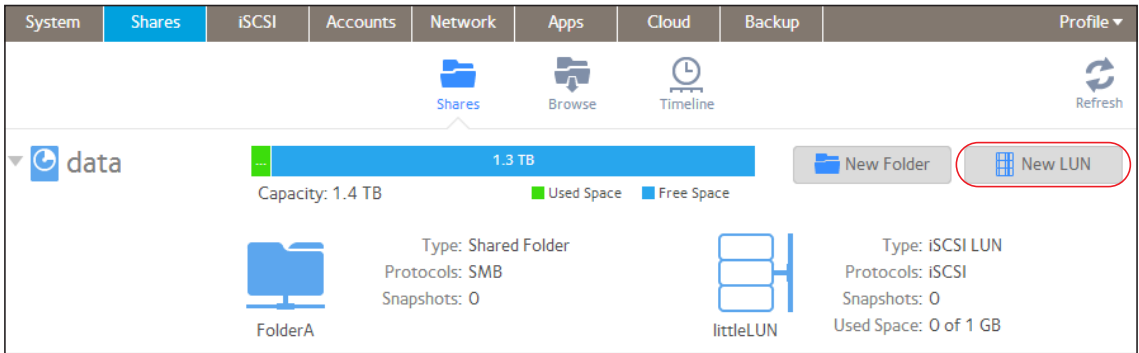 System Shares iSCSI Accounts Network Apps Cloud Backup Profile
Shares Browse Timeline Refresh
data ... 1.3 TB New Folder New LUN
Capacity: 1.4 TB Used Space Free Space
Type: Shared Folder Type: iSCSI LUN
Protocols: SMB Protocols: iSCSI
Snapshots: 0 Snapshots: 0
FolderA littleLUN Used Space: 0 of 1 GB